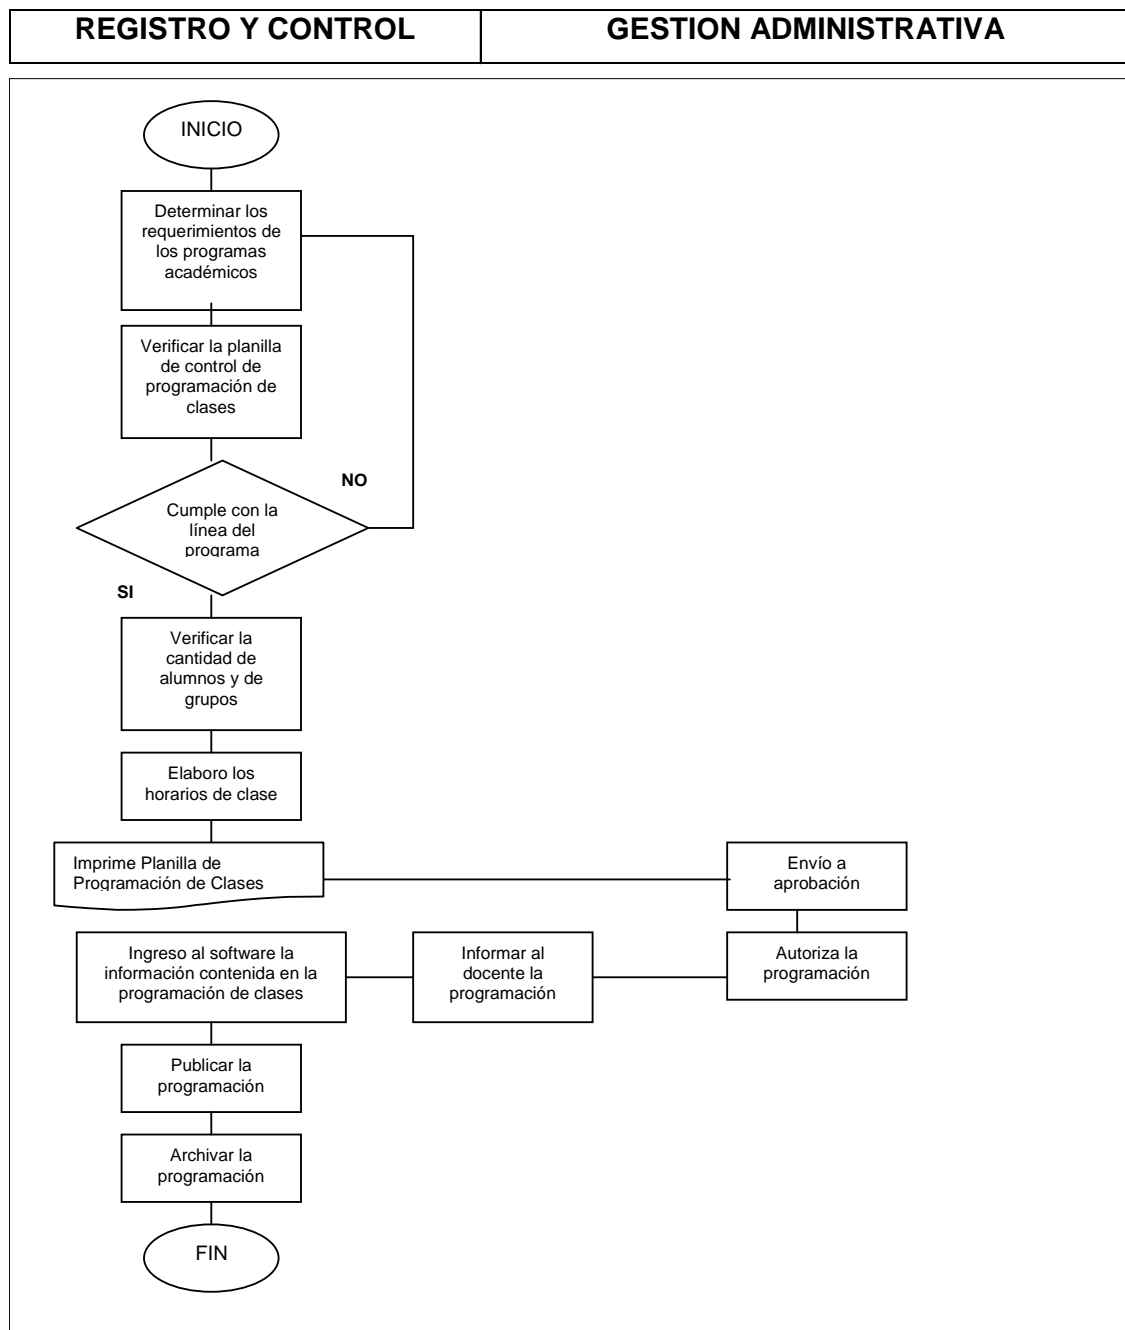 REGISTRO Y CONTROL
GESTION ADMINISTRATIVA
INICIO
Determinar los
requerimientos de
los programas
académicos
Verificar la planilla
de control de
programación de
clases
NO
Cumple con la
línea del
programa
SI
Verificar la
cantidad de
alumnos y de
grupos
Elaboro los
horarios de clase
Imprime Planilla de
Programación de Clases
Envío a
aprobación
Autoriza la
programación
Informar al
docente la
programación
Ingreso al software la
información contenida en la
programación de clases
Publicar la
programación
Archivar la
programación
FIN